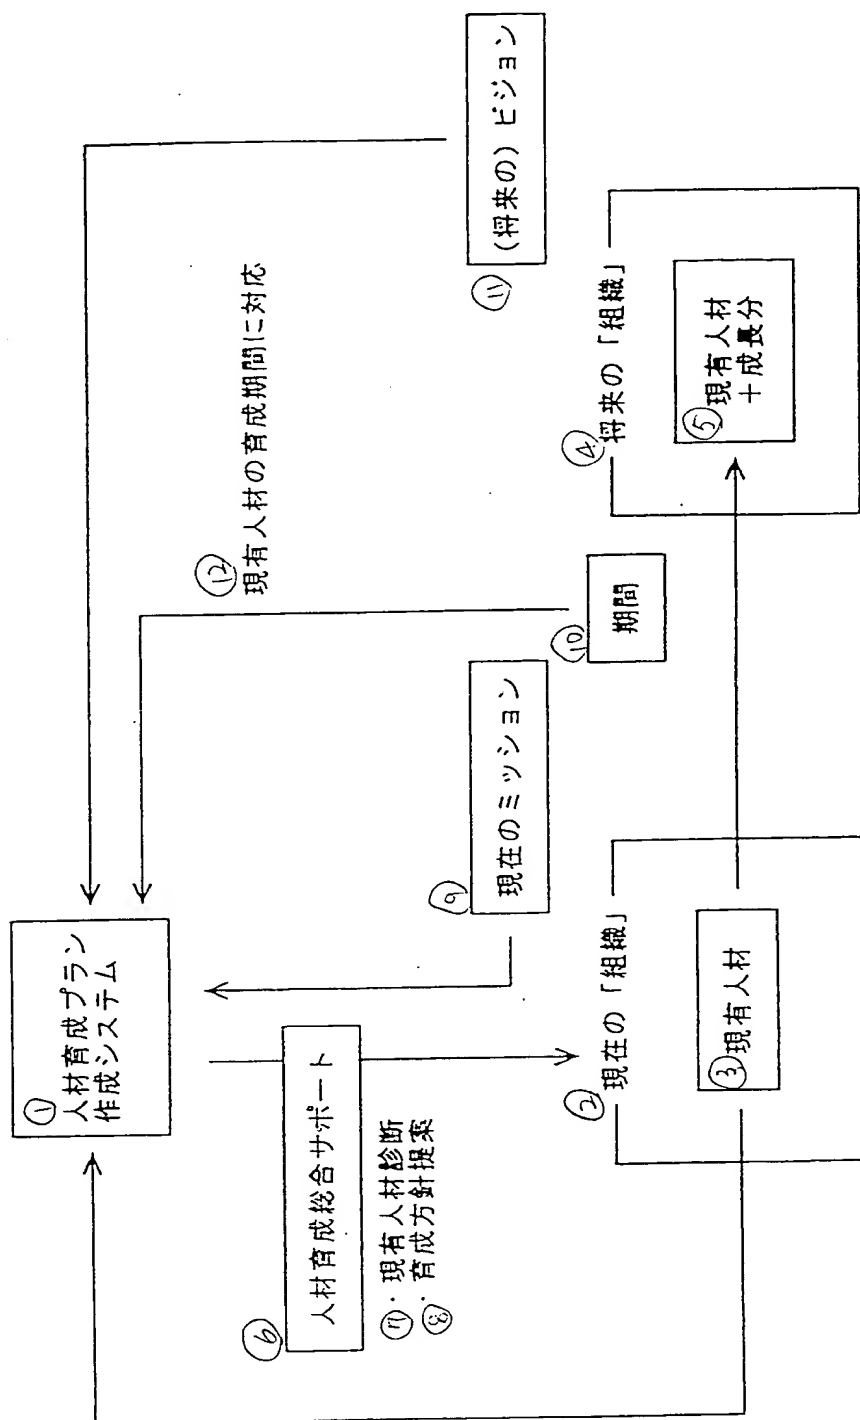 ①
人材育成プラン
作成システム
⑥
人材育成総合サポート
⑦・現有人材診断
⑧・育成方針提案
⑫
現有人材の育成期間に対応
⑨
現在のミッション
⑩
期間
⑪
(将来の) ビジョン
②
現在の「組織」
③現有人材
④
将来の「組織」
⑤
現有人材
+成長分